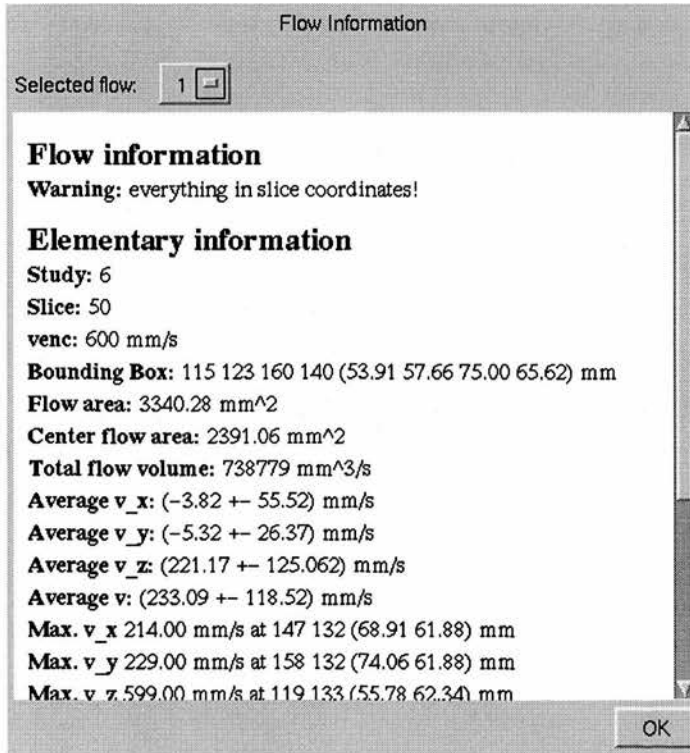 Flow Information
Selected flow: 1
Flow information
Warning: everything in slice coordinates!
Elementary information
Study: 6
Slice: 50
venc: 600 mm/s
Bounding Box: 115 123 160 140 (53.91 57.66 75.00 65.62) mm
Flow area: 3340.28 mm^2
Center flow area: 2391.06 mm^2
Total flow volume: 738779 mm^3/s
Average v_x: (-3.82 +- 55.52) mm/s
Average v_y: (-5.32 +- 26.37) mm/s
Average v_z: (221.17 +- 125.062) mm/s
Average v: (233.09 +- 118.52) mm/s
Max. v_x 214.00 mm/s at 147 132 (68.91 61.88) mm
Max. v_y 229.00 mm/s at 158 132 (74.06 61.88) mm
Max. v_z 599.00 mm/s at 119 133 (55.78 62.34) mm
OK